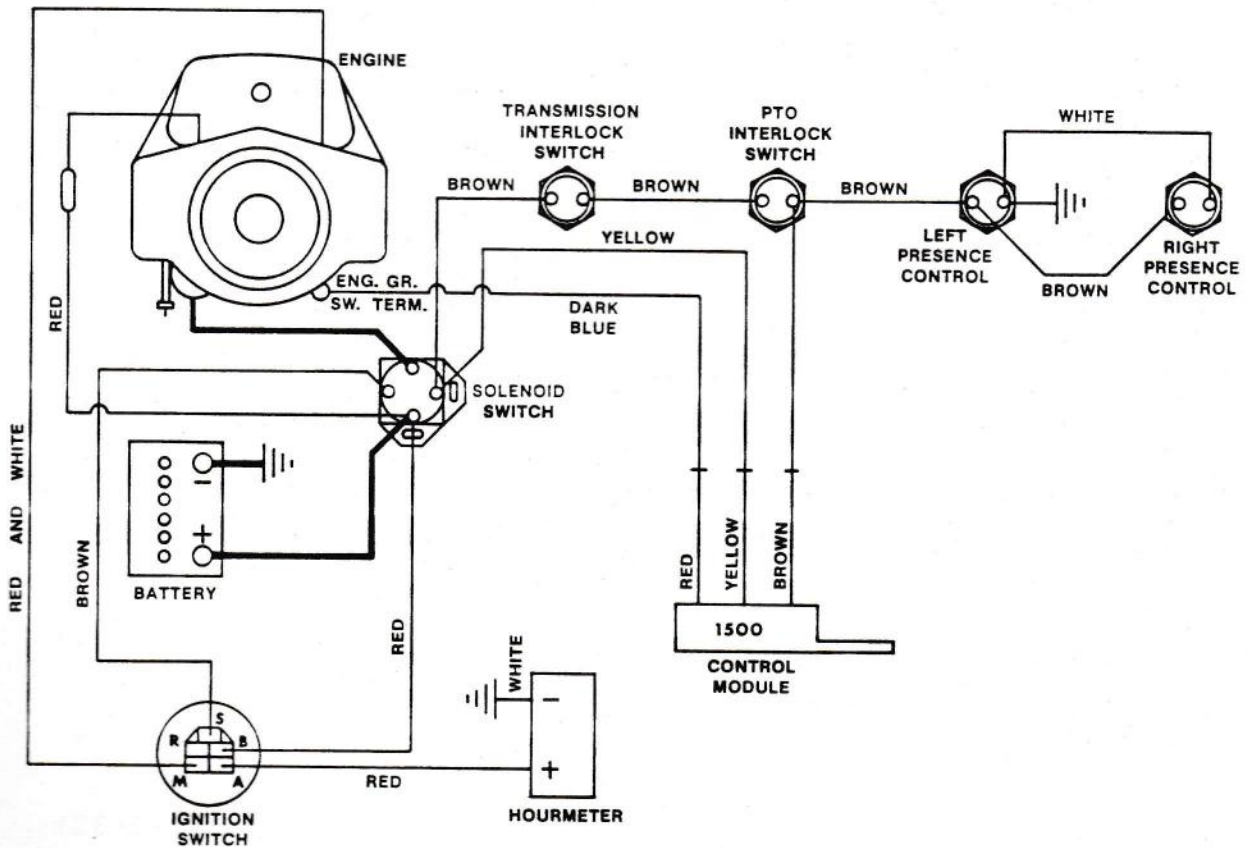 ENGINE
TRANSMISSION
INTERLOCK
SWITCH
PTO
INTERLOCK
SWITCH
WHITE
BROWN
BROWN
BROWN
YELLOW
LEFT
PRESENCE
CONTROL
RIGHT
PRESENCE
CONTROL
BROWN
ENG. GR.
SW. TERM.
DARK
BLUE
RED
SOLENOID
SWITCH
RED AND WHITE
BROWN
−
+
BATTERY
RED
RED
YELLOW
BROWN
1500
CONTROL
MODULE
WHITE
−
+
HOURMETER
S
R
B
M
A
RED
IGNITION
SWITCH